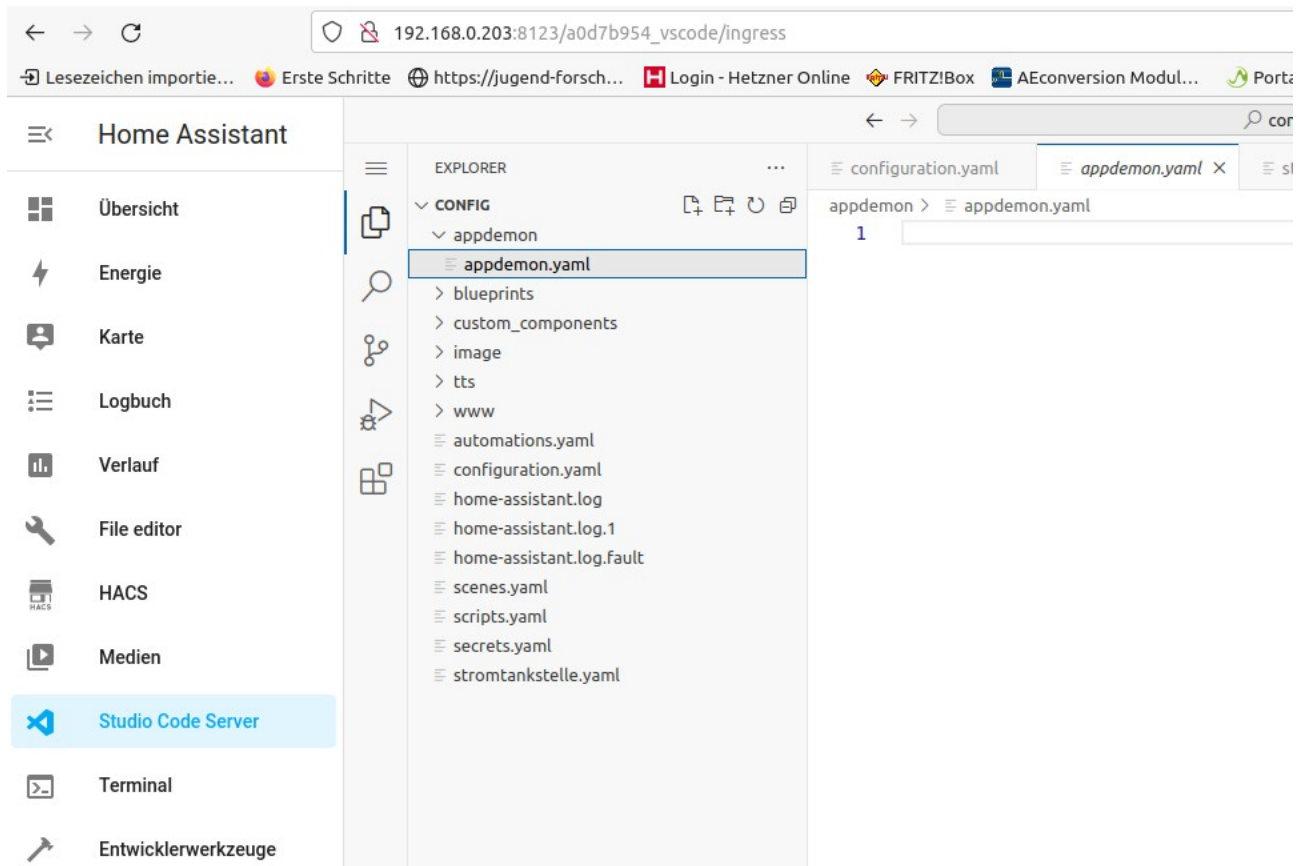 192.168.0.203:8123/a0d7b954_vscode/ingress
Lesezeichen importie… Erste Schritte https://jugend-forsch… Login - Hetzner Online FRITZ!Box AEconversion Modul… Porta
Home Assistant
Übersicht
Energie
Karte
Logbuch
Verlauf
File editor
HACS
HACS
Medien
Studio Code Server
Terminal
Entwicklerwerkzeuge
EXPLORER
CONFIG
appdemon
appdemon.yaml
blueprints
custom_components
image
tts
www
automations.yaml
configuration.yaml
home-assistant.log
home-assistant.log.1
home-assistant.log.fault
scenes.yaml
scripts.yaml
secrets.yaml
stromtankstelle.yaml
con
configuration.yaml appdemon.yaml st
appdemon > appdemon.yaml
1